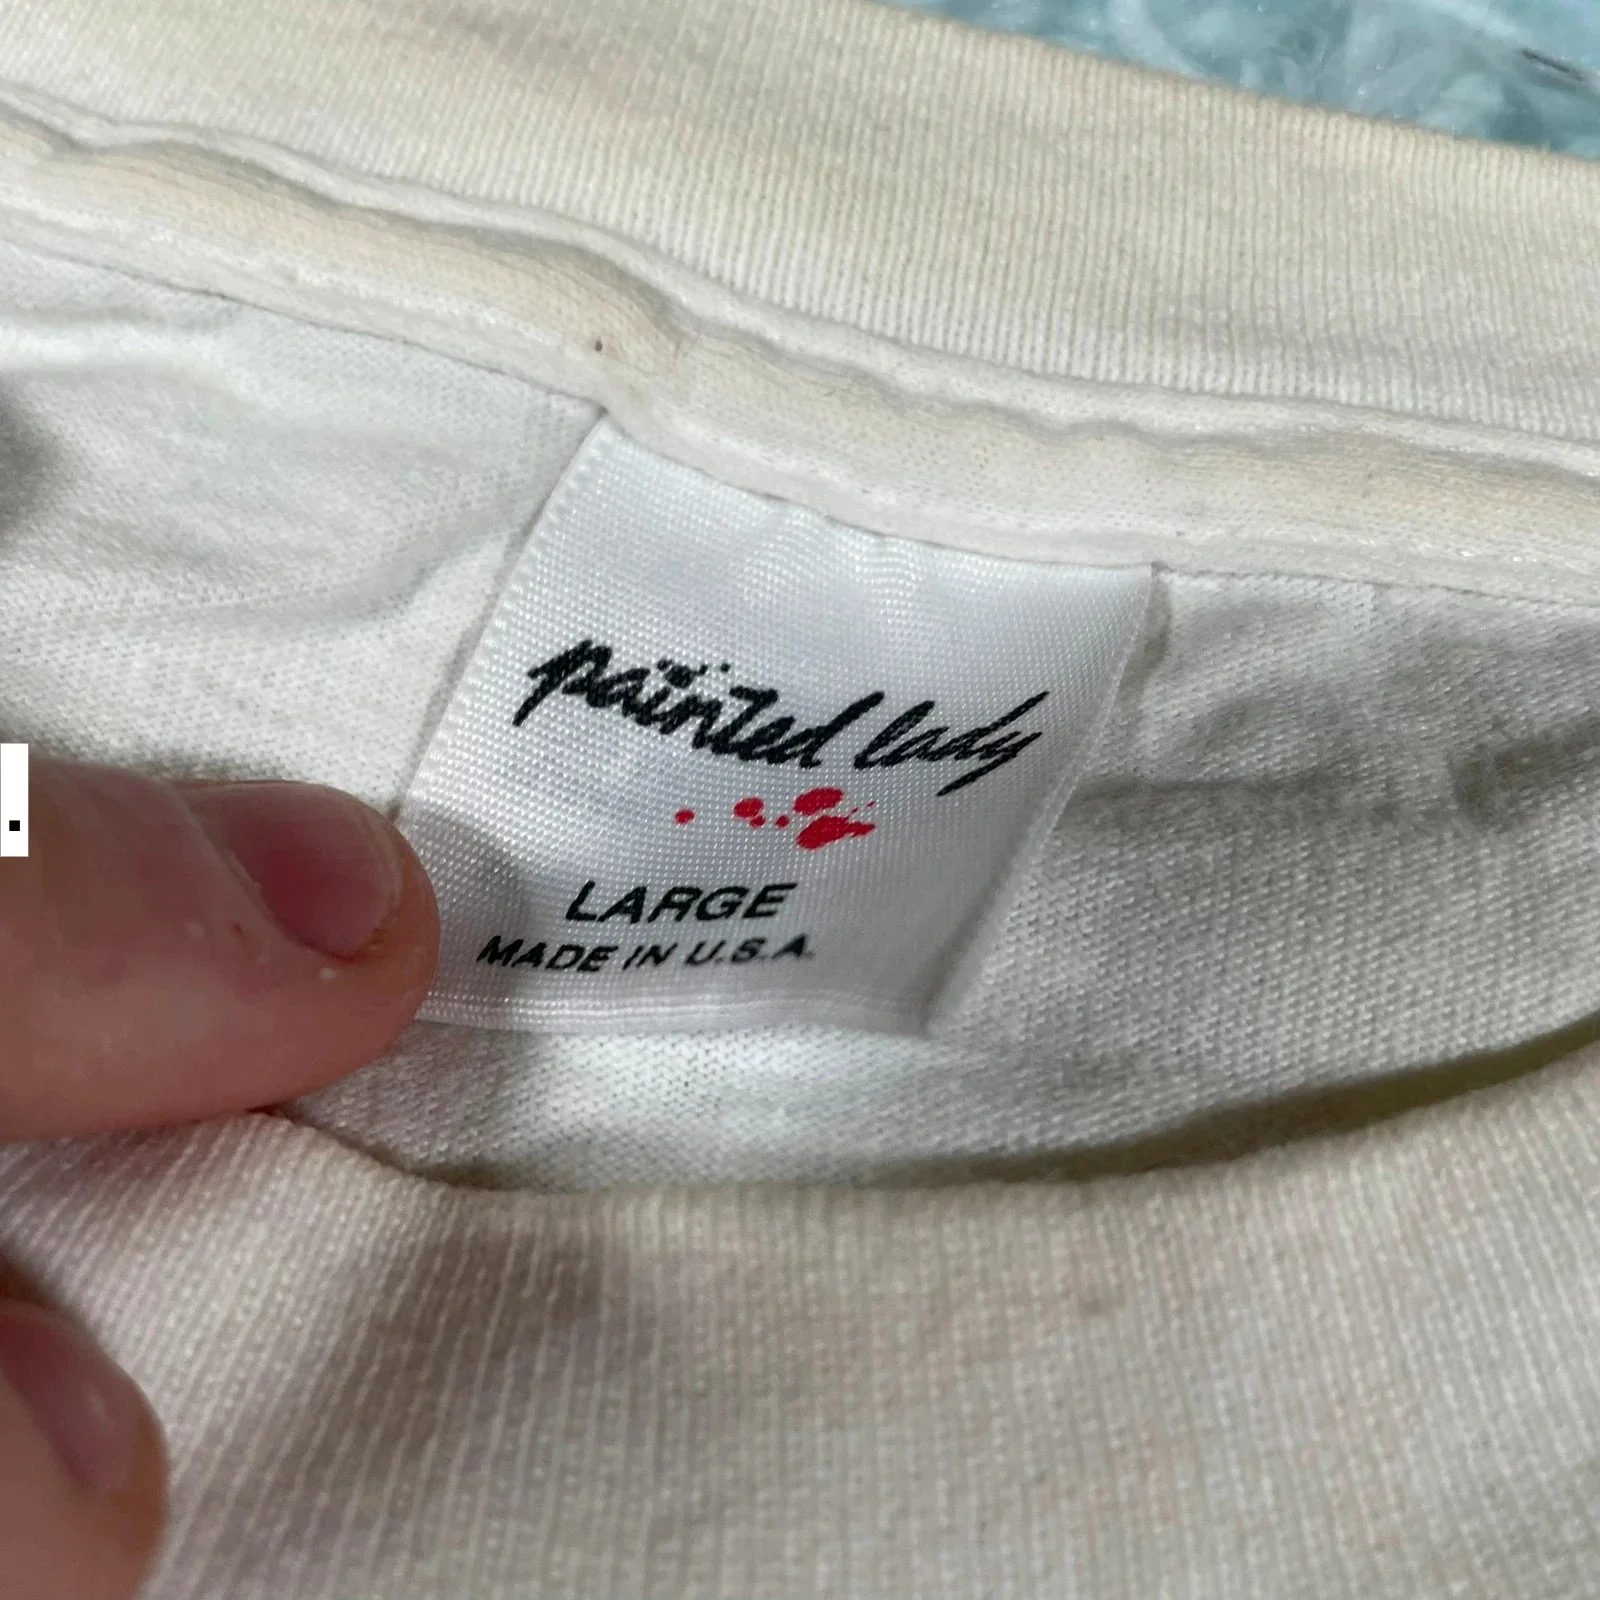 painted lady
LARGE
MADE IN U.S.A.
.